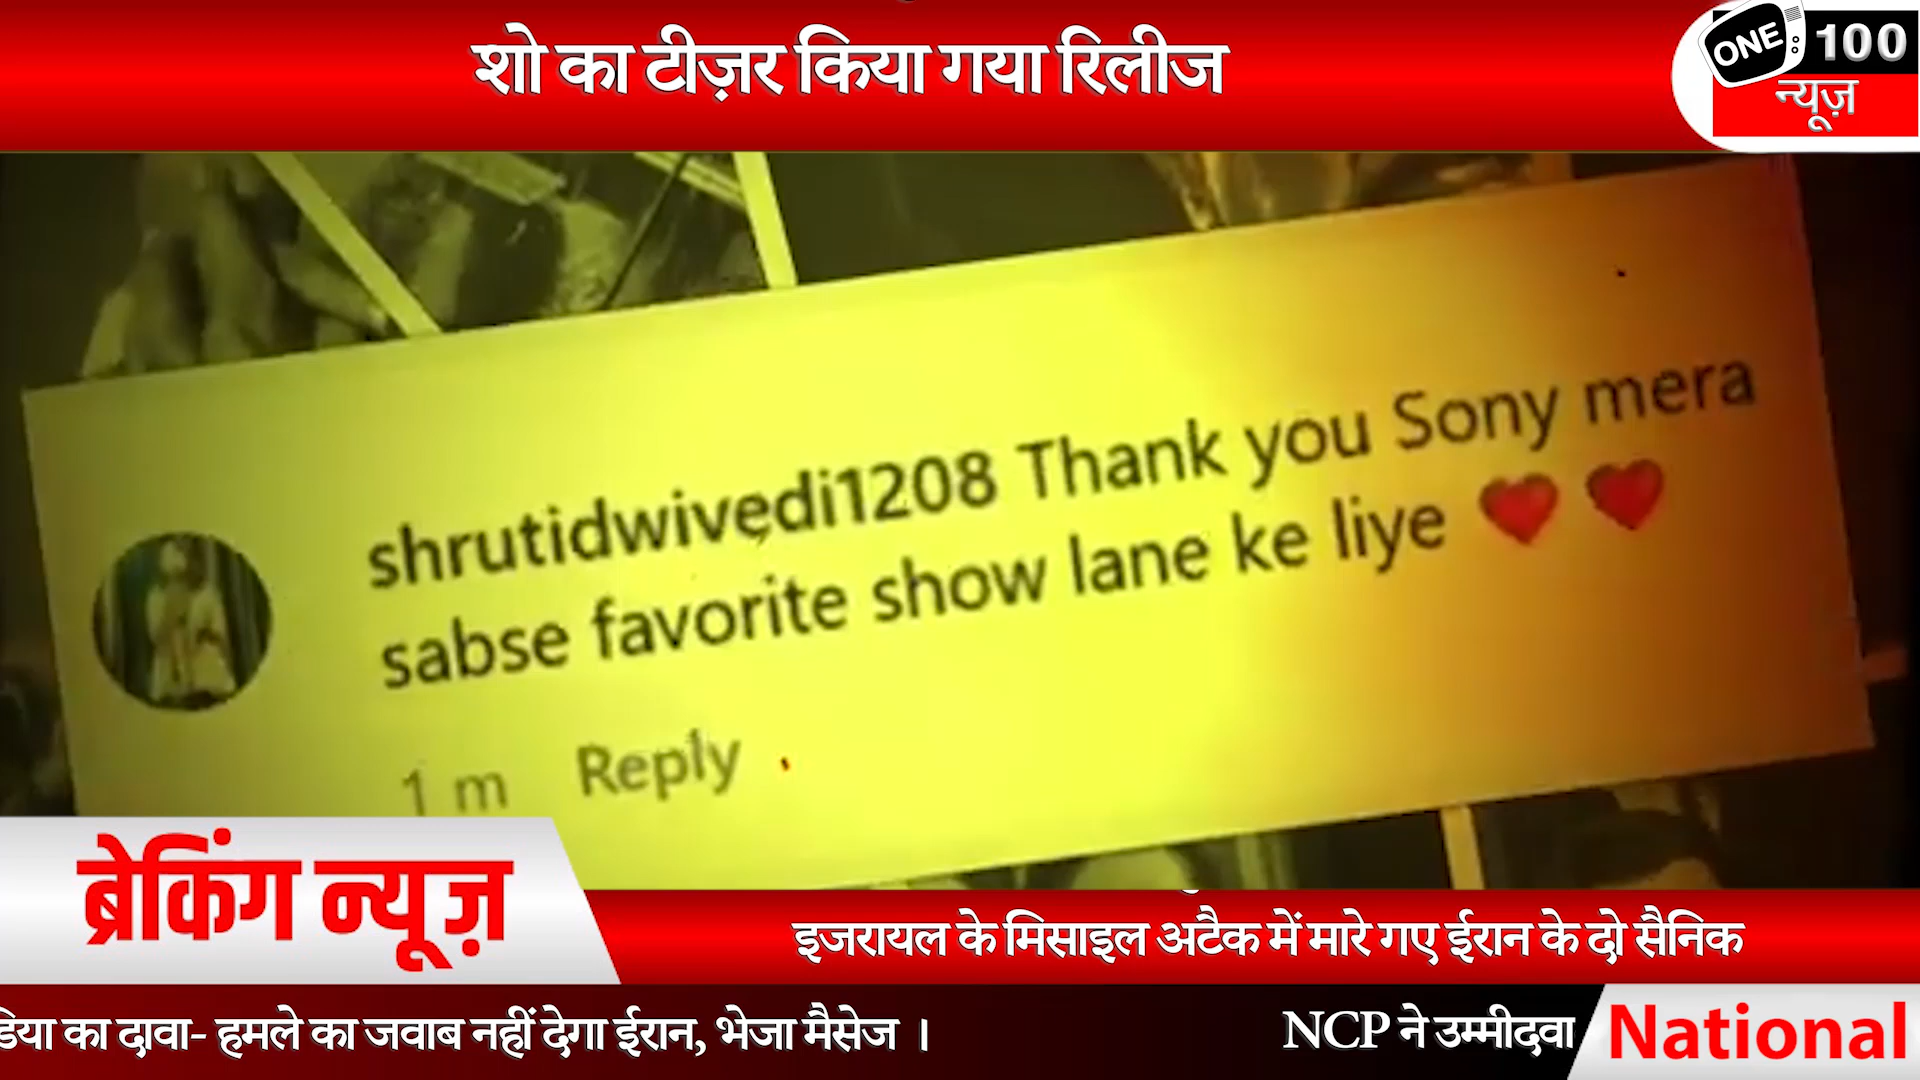 शो का टीज़र किया गया रिलीज
ONE 100
न्यूज़
shrutidwivedi1208 Thank you Sony mera
sabse favorite show lane ke liye ❤️ ❤️
1 m Reply
ब्रेकिंग न्यूज़
इजरायल के मिसाइल अटैक में मारे गए ईरान के दो सैनिक
डिया का दावा- हमले का जवाब नहीं देगा ईरान, भेजा मैसेज । NCP ने उम्मीदवा
National